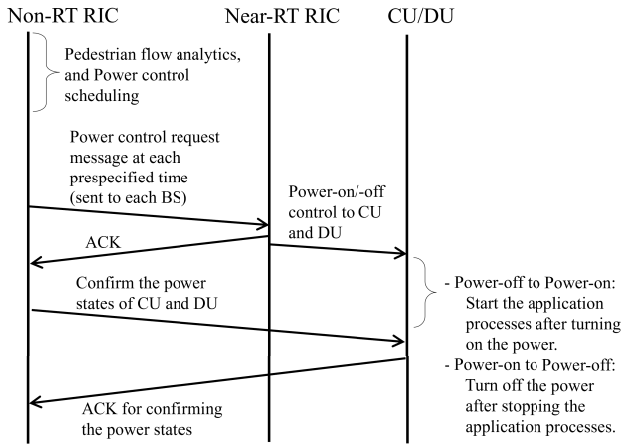 Non-RT RIC
Near-RT RIC
CU/DU
Pedestrian flow analytics,
and Power control
scheduling
Power control request
message at each
prespecified time
(sent to each BS)
Power-on/-off
control to CU
and DU
ACK
Confirm the power
states of CU and DU
- Power-off to Power-on:
Start the application
processes after turning
on the power.
- Power-on to Power-off:
Turn off the power
after stopping the
application processes.
ACK for confirming
the power states